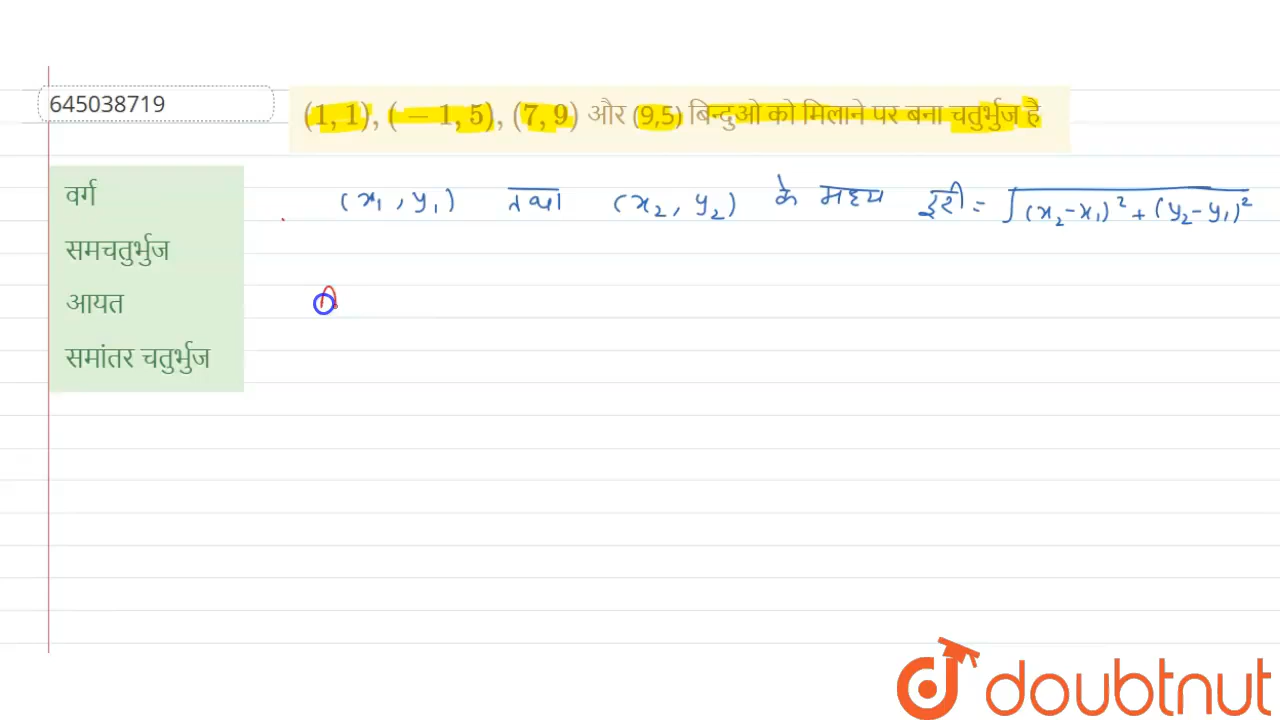 645038719
(1, 1), (− 1, 5), (7, 9) और (9,5) बिन्दुओ को मिलाने पर बना चतुर्भुज है
वर्ग
समचतुर्भुज
आयत
समांतर चतुर्भुज
(x₁, y₁) तथा (x₂, y₂) के मध्य दूरी = √(x₂-x₁)² + (y₂-y₁)²
doubtnut